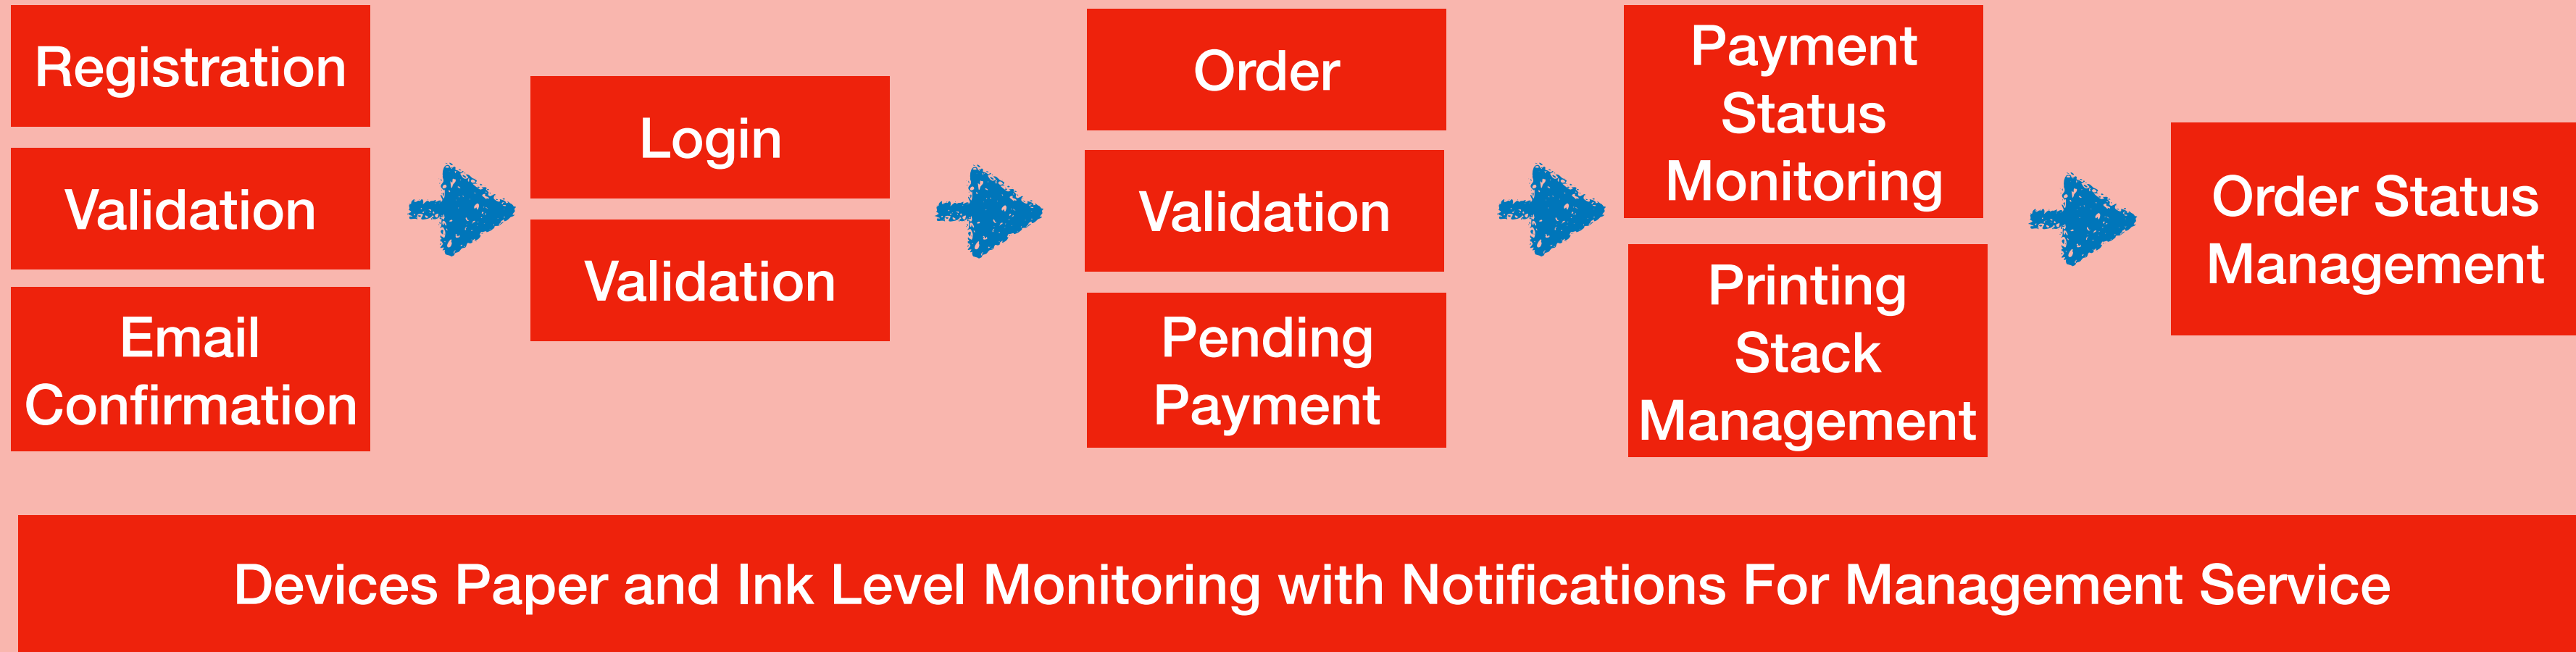 Registration
Validation
Email
Confirmation
Login
Validation
Order
Validation
Pending
Payment
Payment
Status
Monitoring
Printing
Stack
Management
Order Status
Management
Devices Paper and Ink Level Monitoring with Notifications For Management Service